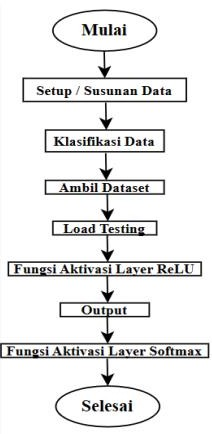 Mulai
Setup / Susunan Data
Klasifikasi Data
Ambil Dataset
Load Testing
Fungsi Aktivasi Layer ReLU
Output
Fungsi Aktivasi Layer Softmax
Selesai